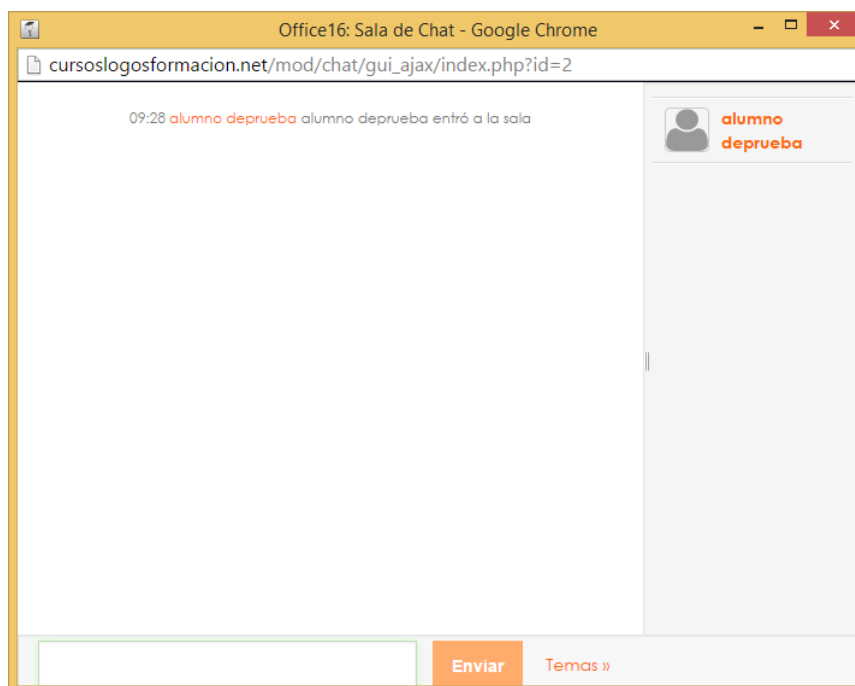 Office16: Sala de Chat - Google Chrome
cursoslogosformacion.net/mod/chat/gui_ajax/index.php?id=2
09:28 alumno deprueba alumno deprueba entró a la sala
alumno
deprueba
Enviar
Temas »